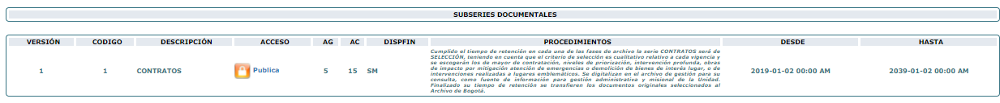 SUBSERIES DOCUMENTALES
VERSIÓN CODIGO DESCRIPCIÓN ACCESO AG AC DISPFIN PROCEDIMIENTOS DESDE HASTA
Cumplido el tiempo de retención en cada una de las fases de archivo la serie CONTRATOS será de
SELECCIÓN, teniendo en cuenta que el criterio de selección es cualitativo relativo a cada vigencia y
se escogerán los de mayor de contratación, niveles de priorización, intervención profunda, obras
de impacto por mitigación atención de emergencias o demolición de bienes de interés lugar, o de
1 1 CONTRATOS Publica 5 15 SM intervenciones realizadas a lugares emblemáticos. Se digitalizan en el archivo de gestión para su 2019-01-02 00:00 AM 2039-01-02 00:00 AM
consulta, como fuente de información para gestión administrativa y misional de la Unidad.
Finalizado su tiempo de retención se transfieren los documentos originales seleccionados al
Archivo de Bogotá.